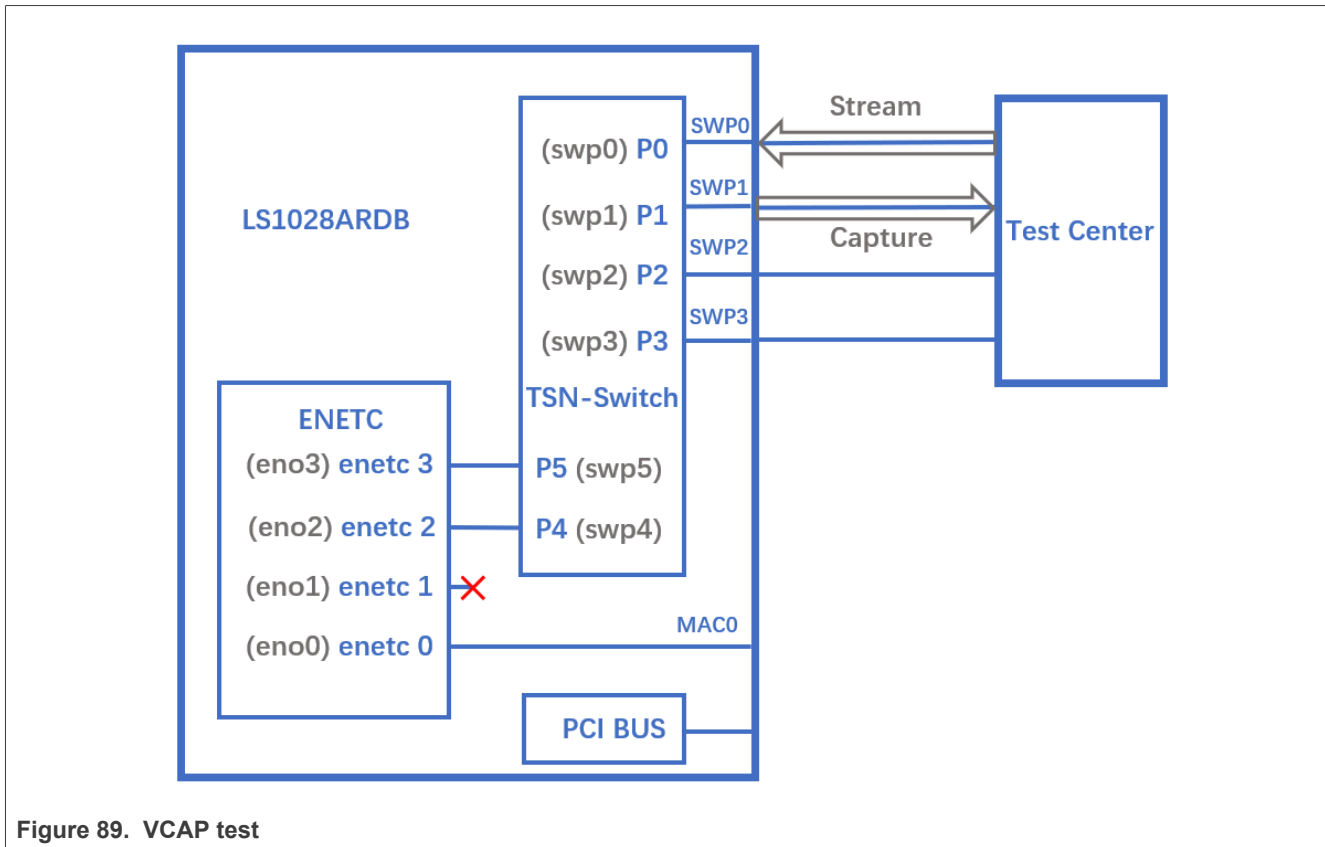 Stream
SWP0
(swp0) P0
SWP1
LS1028ARDB
(swp1) P1
Capture
Test Center
SWP2
(swp2) P2
SWP3
(swp3) P3
TSN-Switch
ENETC
(eno3) enetc 3
P5 (swp5)
(eno2) enetc 2
P4 (swp4)
(eno1) enetc 1
MAC0
(eno0) enetc 0
PCI BUS
Figure 89. VCAP test